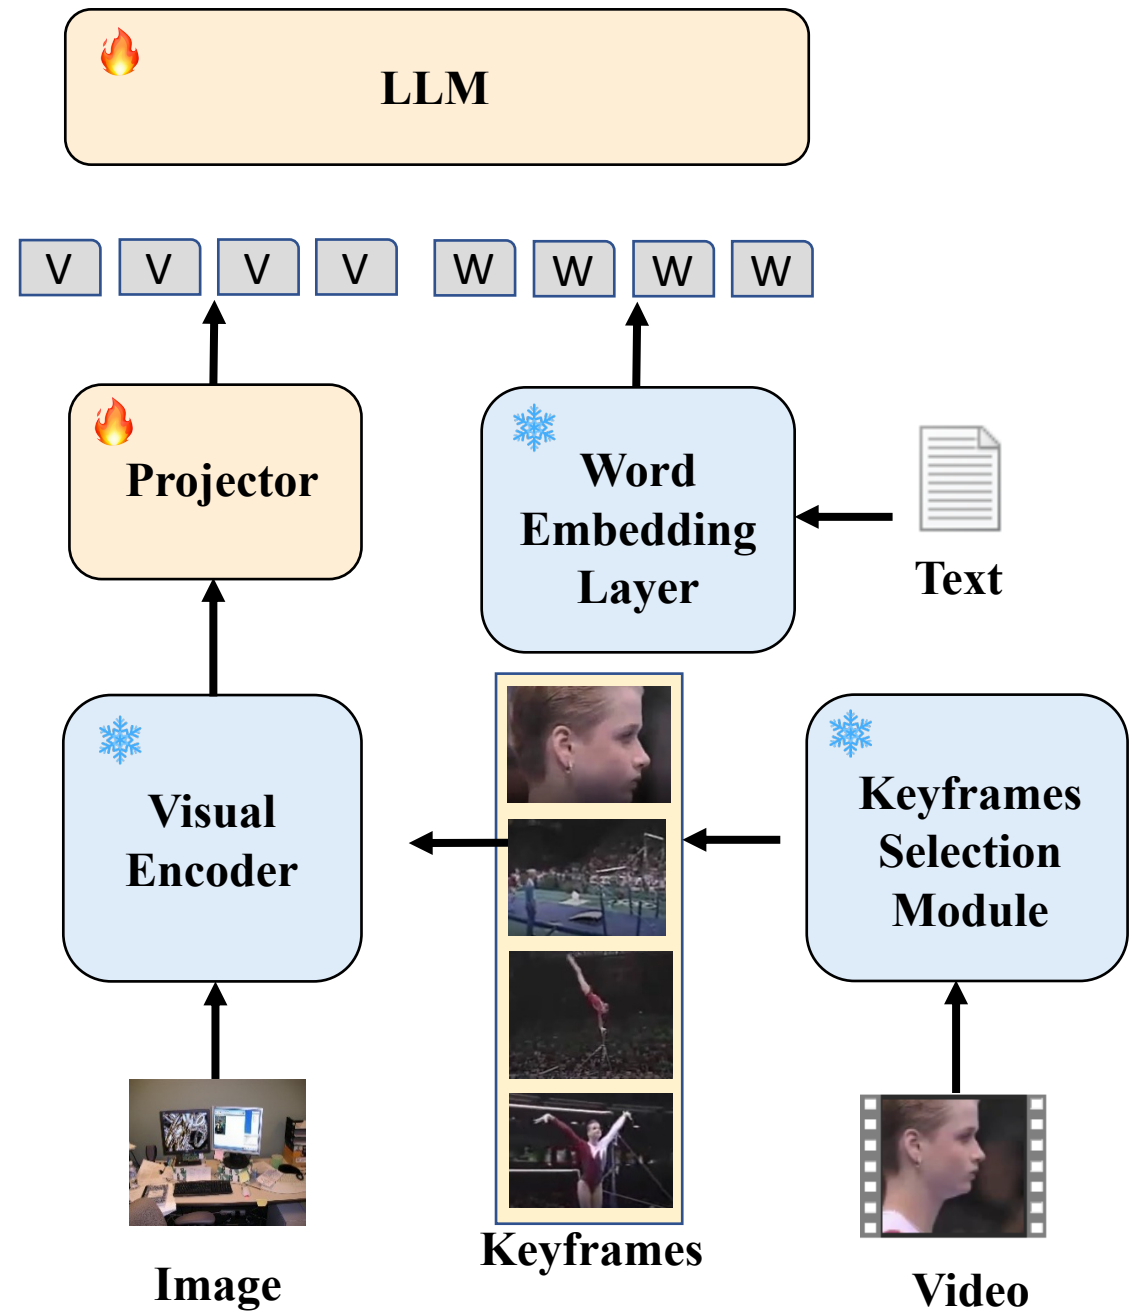 LLM
V V V V W W W W
Projector
Word
Embedding
Layer
Text
Visual
Encoder
Keyframes
Selection
Module
Keyframes
Image
Video